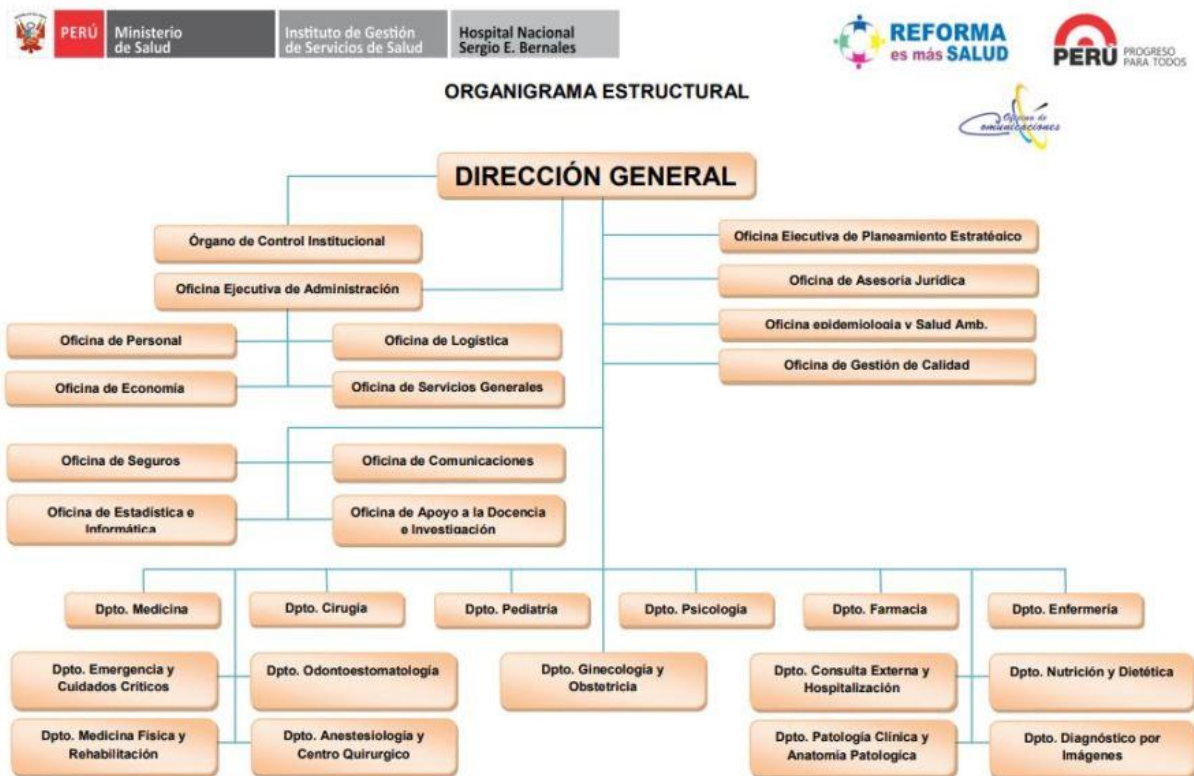 PERÚ
Ministerio
de Salud
Instituto de Gestión
de Servicios de Salud
Hospital Nacional
Sergio E. Bernales
REFORMA
es más SALUD
PERÚ
PROGRESO
PARA TODOS
ORGANIGRAMA ESTRUCTURAL
Oficina de
Comunicaciones
DIRECCIÓN GENERAL
Órgano de Control Institucional
Oficina Ejecutiva de Planeamiento Estratégico
Oficina Ejecutiva de Administración
Oficina de Asesoría Juridica
Oficina epidemiologia y Salud Amb.
Oficina de Personal
Oficina de Logística
Oficina de Gestión de Calidad
Oficina de Economía
Oficina de Servicios Generales
Oficina de Seguros
Oficina de Comunicaciones
Oficina de Estadística e
Informática
Oficina de Apoyo a la Docencia
e Investigación
Dpto. Medicina
Dpto. Cirugía
Dpto. Pediatría
Dpto. Psicología
Dpto. Farmacia
Dpto. Enfermería
Dpto. Emergencia y
Cuidados Críticos
Dpto. Odontoestomatología
Dpto. Ginecología y
Obstetricia
Dpto. Consulta Externa y
Hospitalización
Dpto. Nutrición y Dietética
Dpto. Medicina Física y
Rehabilitación
Dpto. Anestesiología y
Centro Quirurgico
Dpto. Patología Clínica y
Anatomía Patologíca
Dpto. Diagnóstico por
Imágenes